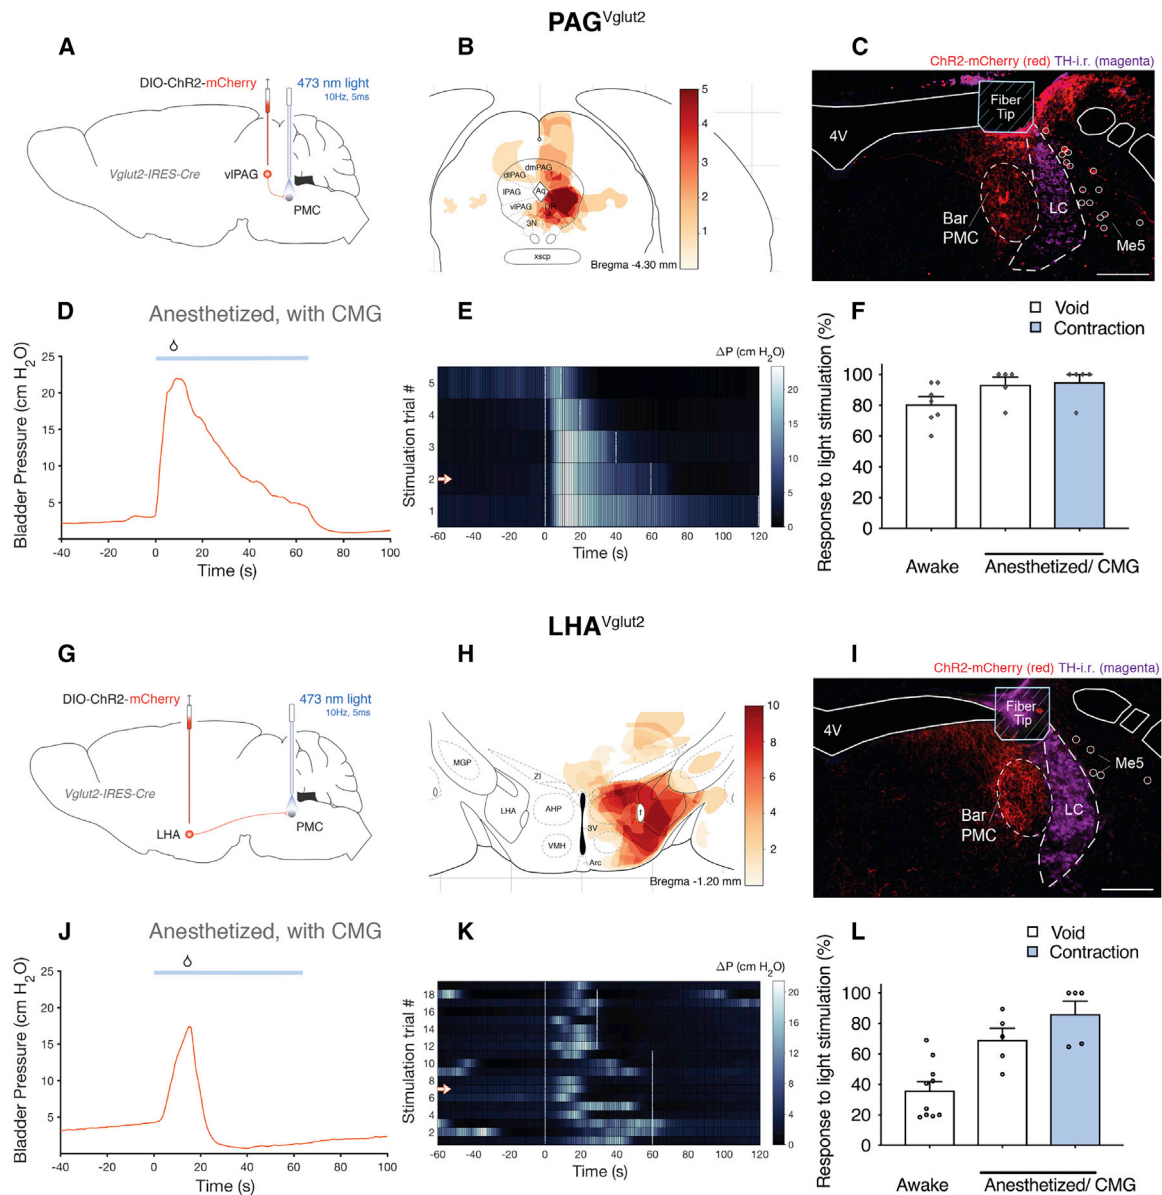 PAGVglut2
A
DIO-ChR2-mCherry
473 nm light
10Hz, 5ms
Vglut2-IRES-Cre
vlPAG
PMC
B
dmPAG
dlPAG
lPAG
Aq
vlPAG
DR
3N
xscp
Bregma -4.30 mm
5
4
3
2
1
C
ChR2-mCherry (red) TH-i.r. (magenta)
Fiber
Tip
4V
Bar
PMC
LC
Me5
D
Anesthetized, with CMG
Bladder Pressure (cm H2O)
25
20
15
10
5
-40 -20 0 20 40 60 80 100
Time (s)
E
ΔP (cm H2O)
Stimulation trial #
5
4
3
2
1
-60 -40 -20 0 20 40 60 80 100 120
Time (s)
20
15
10
5
0
F
Void
Contraction
Response to light stimulation (%)
100
80
60
40
20
0
Awake
Anesthetized/ CMG
LHAVglut2
G
DIO-ChR2-mCherry
473 nm light
10Hz, 5ms
Vglut2-IRES-Cre
LHA
PMC
H
MGP
ZI
LHA
AHP
f
3V
VMH
Arc
Bregma -1.20 mm
10
8
6
4
2
0
I
ChR2-mCherry (red) TH-i.r. (magenta)
Fiber
Tip
4V
Me5
Bar
PMC
LC
J
Anesthetized, with CMG
Bladder Pressure (cm H2O)
25
20
15
10
5
-40 -20 0 20 40 60 80 100
Time (s)
K
ΔP (cm H2O)
Stimulation trial #
18
16
14
12
10
8
6
4
2
-60 -40 -20 0 20 40 60 80 100 120
Time (s)
20
16
12
8
4
0
L
Void
Contraction
Response to light stimulation (%)
100
80
60
40
20
0
Awake
Anesthetized/ CMG